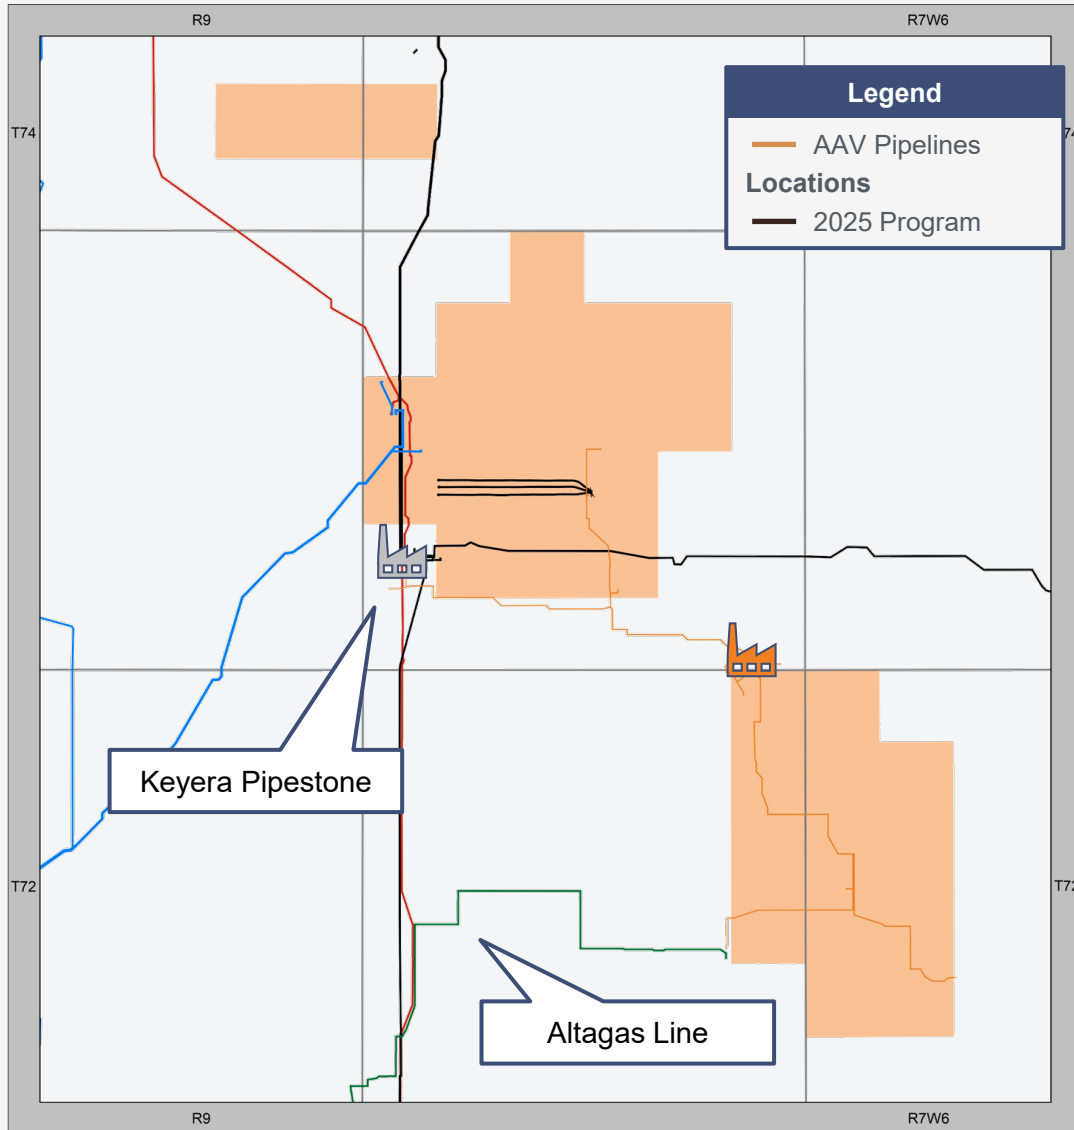 R9
R7W6
T74
Legend
AAV Pipelines
Locations
2025 Program
Keyera Pipestone
T72
T72
Altagas Line
R9
R7W6